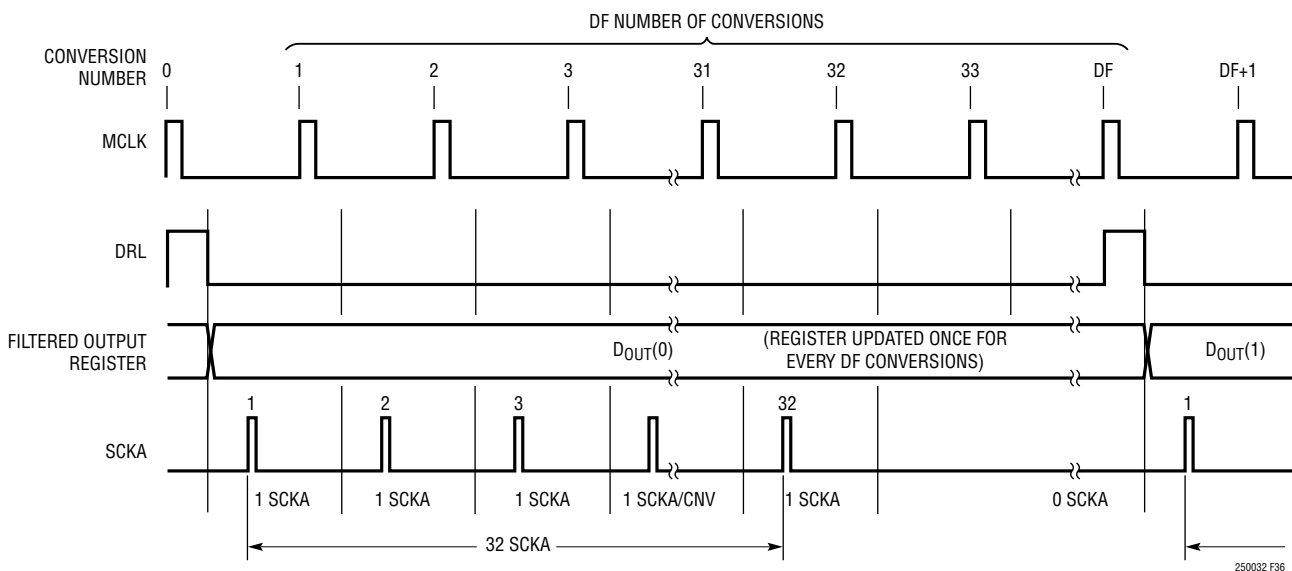 DF NUMBER OF CONVERSIONS
CONVERSION
NUMBER
0 1 2 3 31 32 33 DF DF+1
MCLK
DRL
FILTERED OUTPUT
REGISTER
DOUT(0)
(REGISTER UPDATED ONCE FOR
EVERY DF CONVERSIONS)
DOUT(1)
1 2 3 32 1
SCKA
1 SCKA 1 SCKA 1 SCKA 1 SCKA/CNV 1 SCKA 0 SCKA
32 SCKA
250032 F36